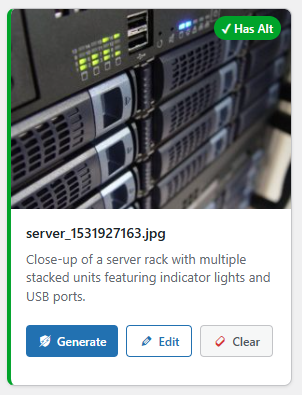 ✓ Has Alt
server_1531927163.jpg
Close-up of a server rack with multiple
stacked units featuring indicator lights and
USB ports.
Generate
Edit
Clear